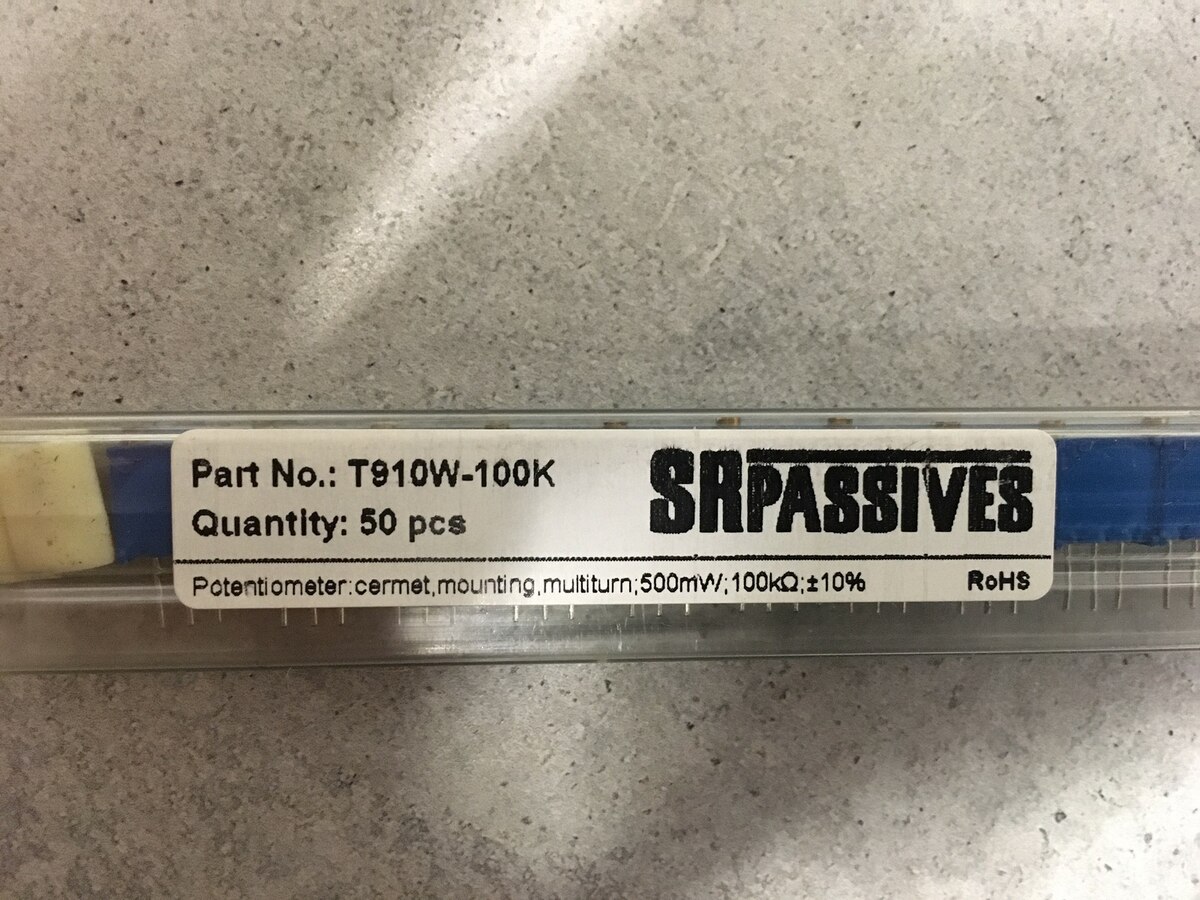 Part No.: T910W-100K
Quantity: 50 pcs
SRPASSIVES
Potentiometer:cermet,mounting,multiturn;500mW;100kΩ;±10%
RoHS